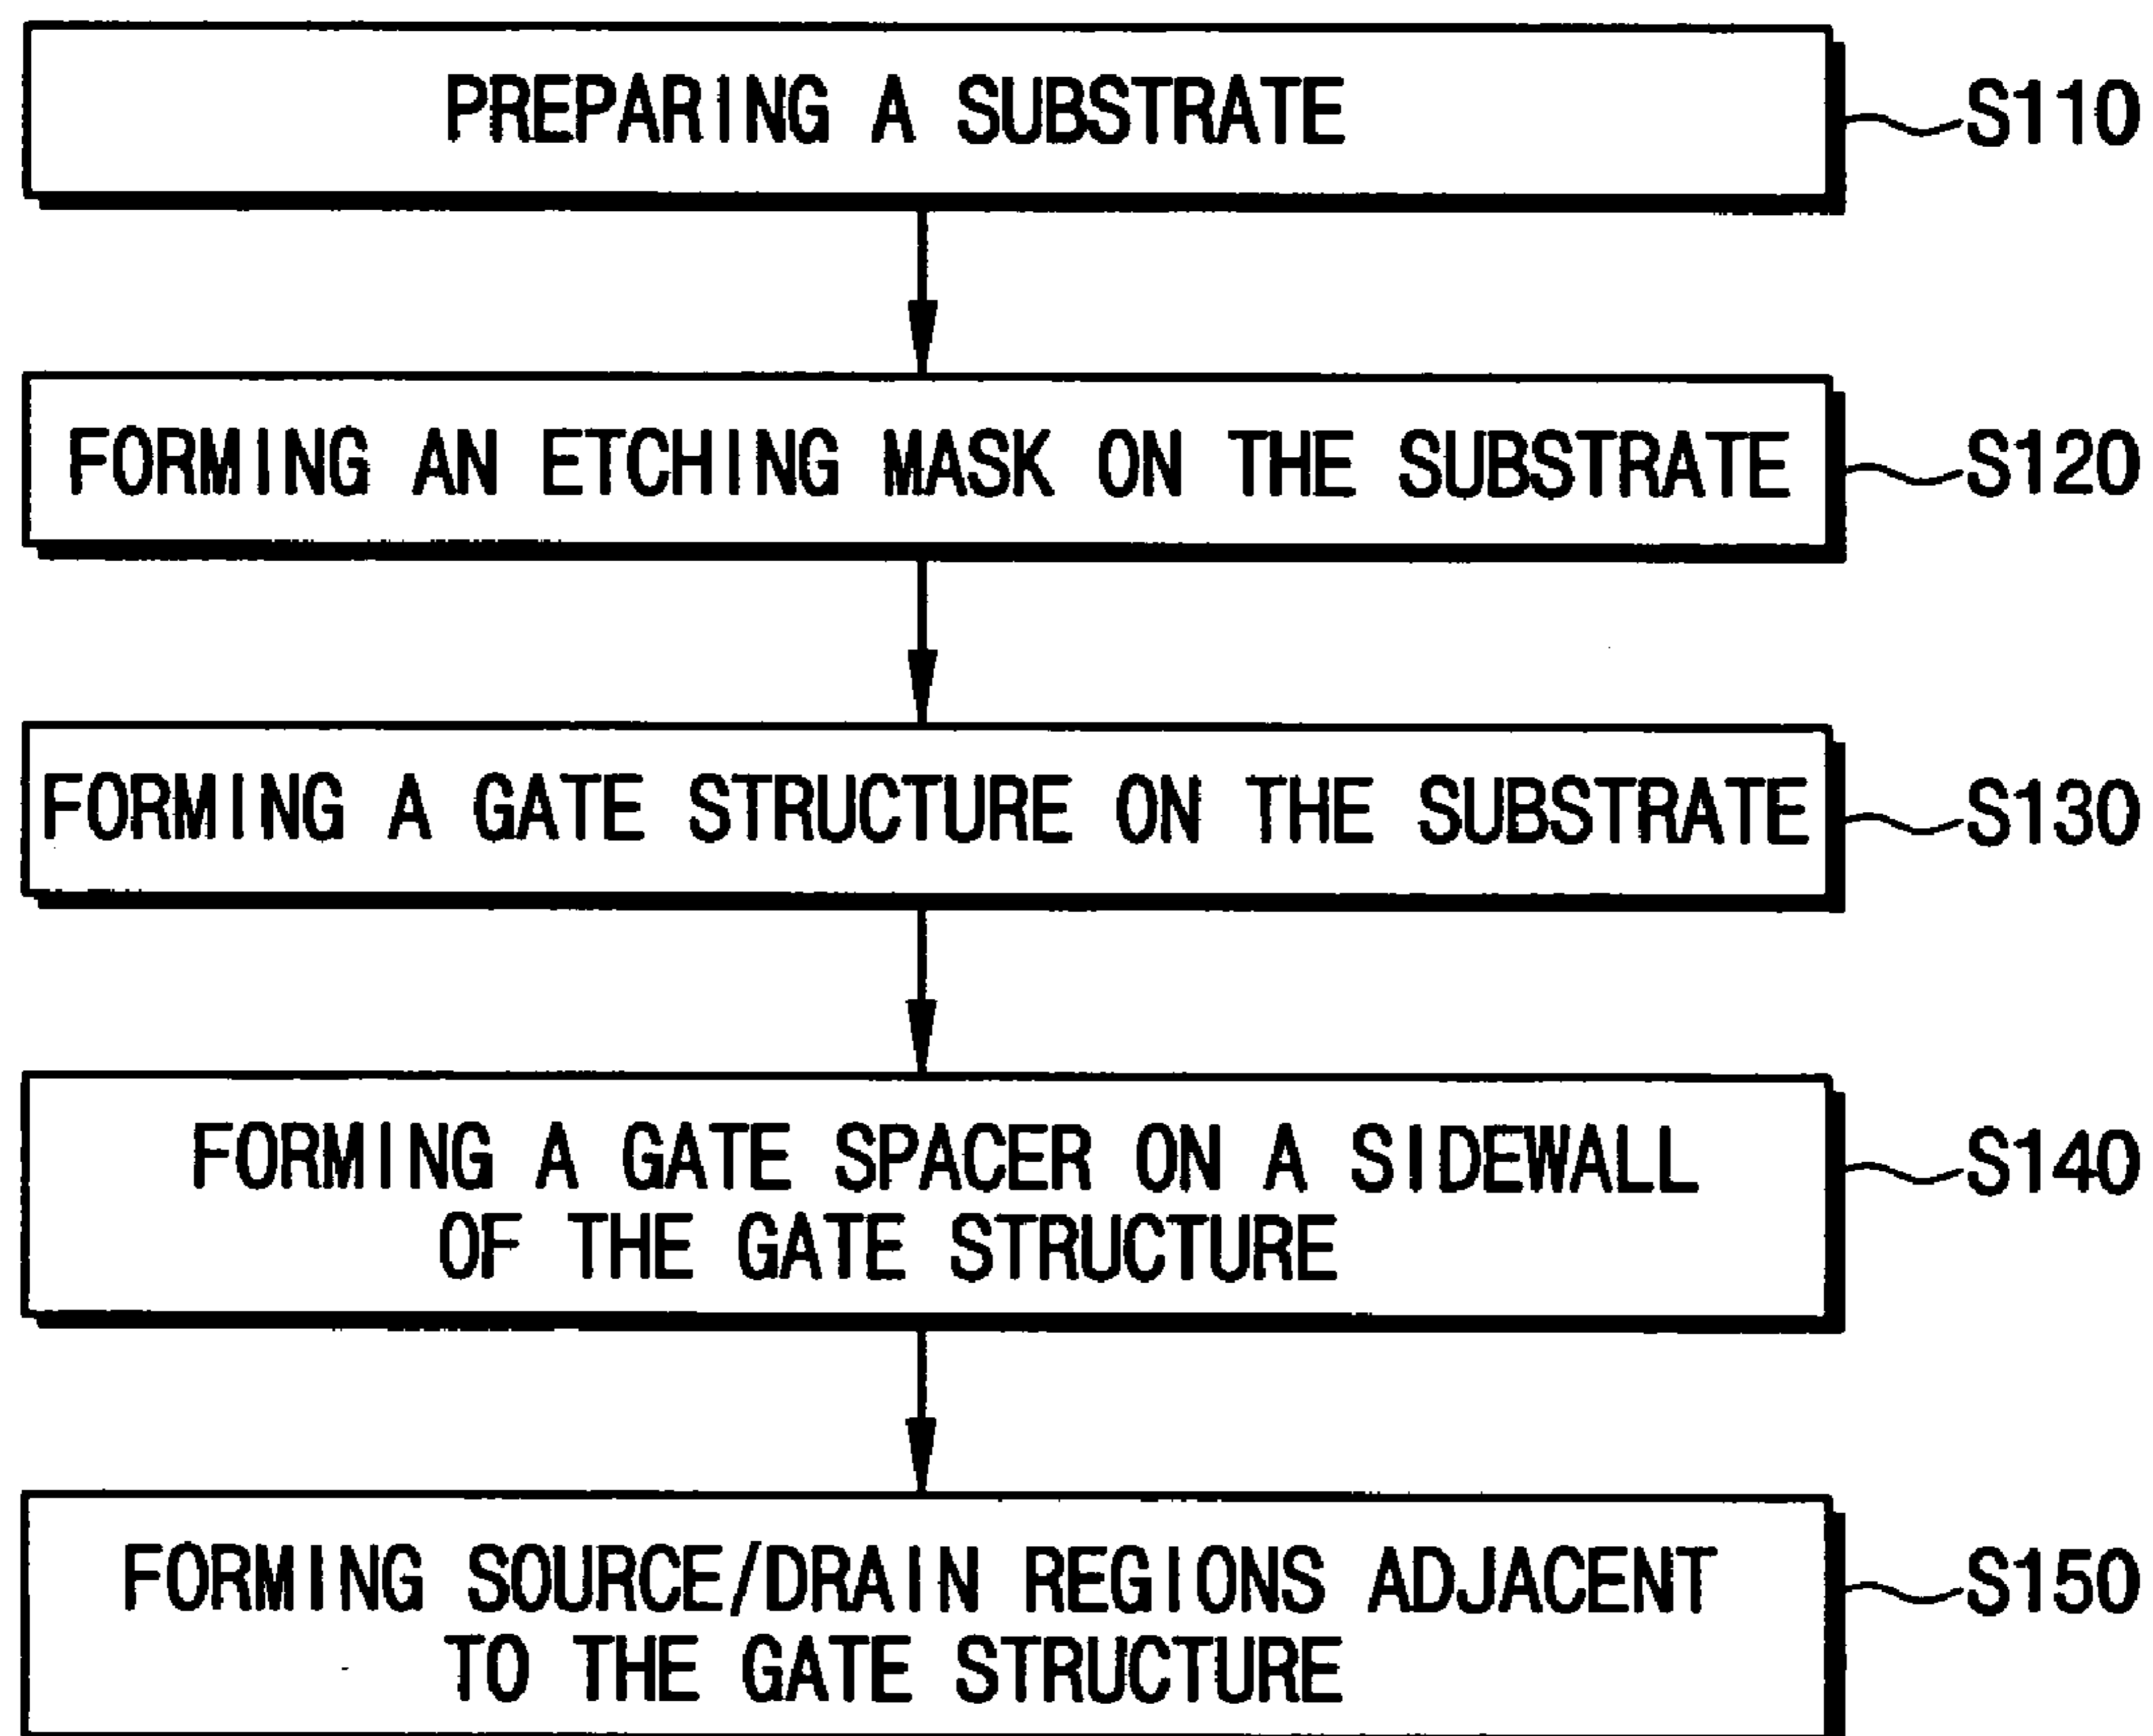 PREPARING A SUBSTRATE
S110
FORMING AN ETCHING MASK ON THE SUBSTRATE
S120
FORMING A GATE STRUCTURE ON THE SUBSTRATE
S130
FORMING A GATE SPACER ON A SIDEWALL
OF THE GATE STRUCTURE
S140
FORMING SOURCE/DRAIN REGIONS ADJACENT
TO THE GATE STRUCTURE
S150